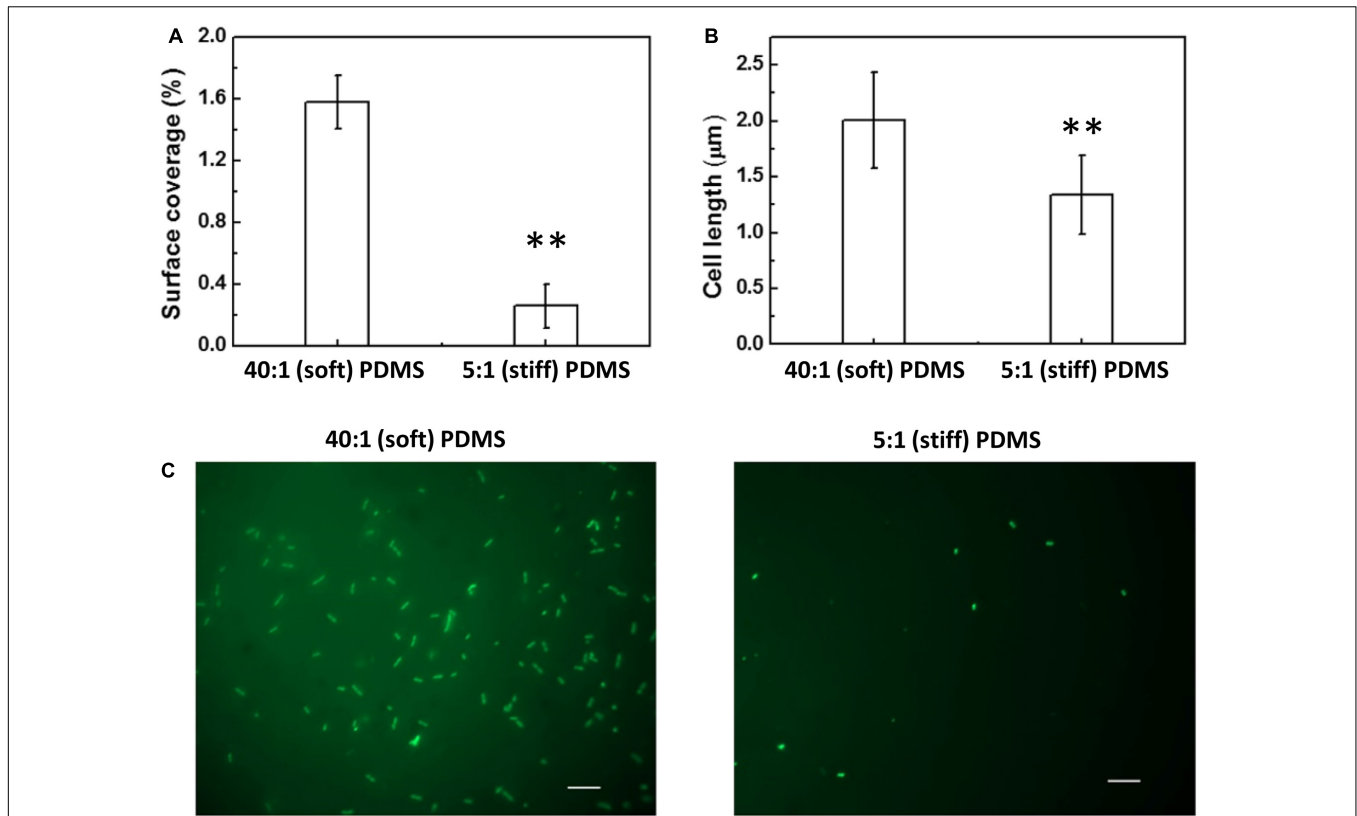 A
Surface coverage (%)
2.0
1.6
1.2
0.8
0.4
0.0
**
40:1 (soft) PDMS
5:1 (stiff) PDMS
B
Cell length (μm)
2.5
2.0
1.5
1.0
0.5
0.0
**
40:1 (soft) PDMS
5:1 (stiff) PDMS
C
40:1 (soft) PDMS
5:1 (stiff) PDMS